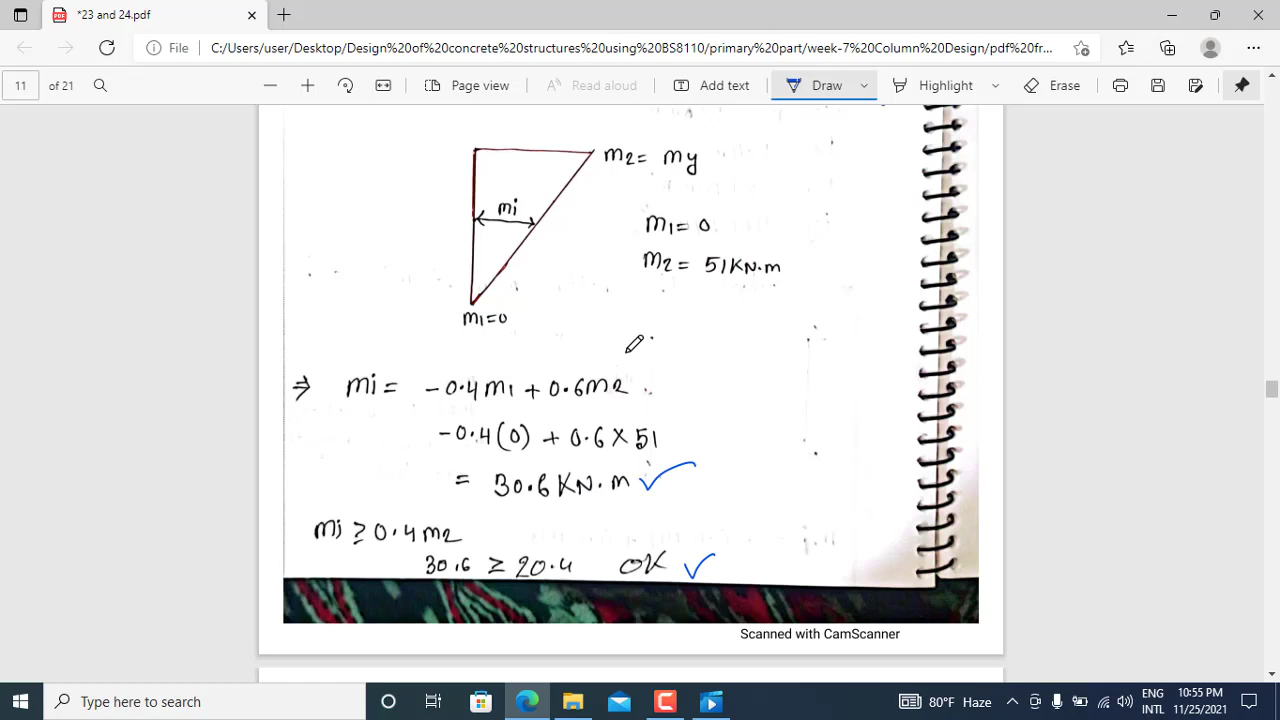 *23 and 24.pdf
File
C:/Users/user/Desktop/Design%20of%20concrete%20structures%20using%20BS8110/primary%20part/week-7%20Column%20Design/pdf%20fr...
11 of 21
Page view
Read aloud
Add text
Draw
Highlight
Erase
m2 = my
mi
m1 = 0
m2 = 51KN.m
m1=0
⇒ mi = -0.4m1 + 0.6m2
-0.4(0) + 0.6 × 51
= 30.6 KN.m ✓
mi ≥ 0.4m2
30.6 ≥ 20.4 OK ✓
Scanned with CamScanner
Type here to search
80°F Haze
ENG
INTL
10:55 PM
11/25/2021